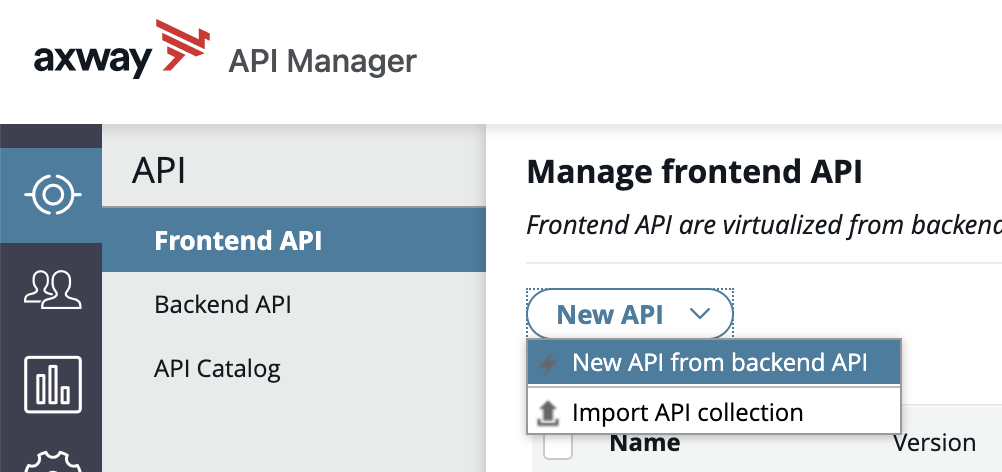 axway API Manager
API
Frontend API
Backend API
API Catalog
Manage frontend API
Frontend API are virtualized from backend
New API
New API from backend API
Import API collection
Name Version